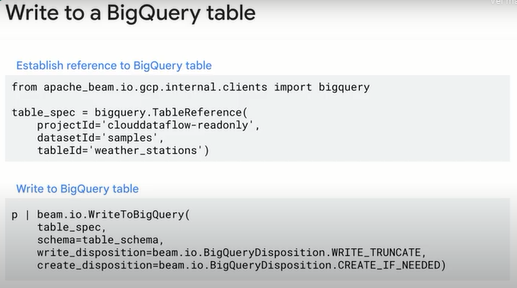 Write to a BigQuery table
Establish reference to BigQuery table
from apache_beam.io.gcp.internal.clients import bigquery
table_spec = bigquery.TableReference(
    projectId='clouddataflow-readonly',
    datasetId='samples',
    tableId='weather_stations')
Write to BigQuery table
p | beam.io.WriteToBigQuery(
    table_spec,
    schema=table_schema,
    write_disposition=beam.io.BigQueryDisposition.WRITE_TRUNCATE,
    create_disposition=beam.io.BigQueryDisposition.CREATE_IF_NEEDED)